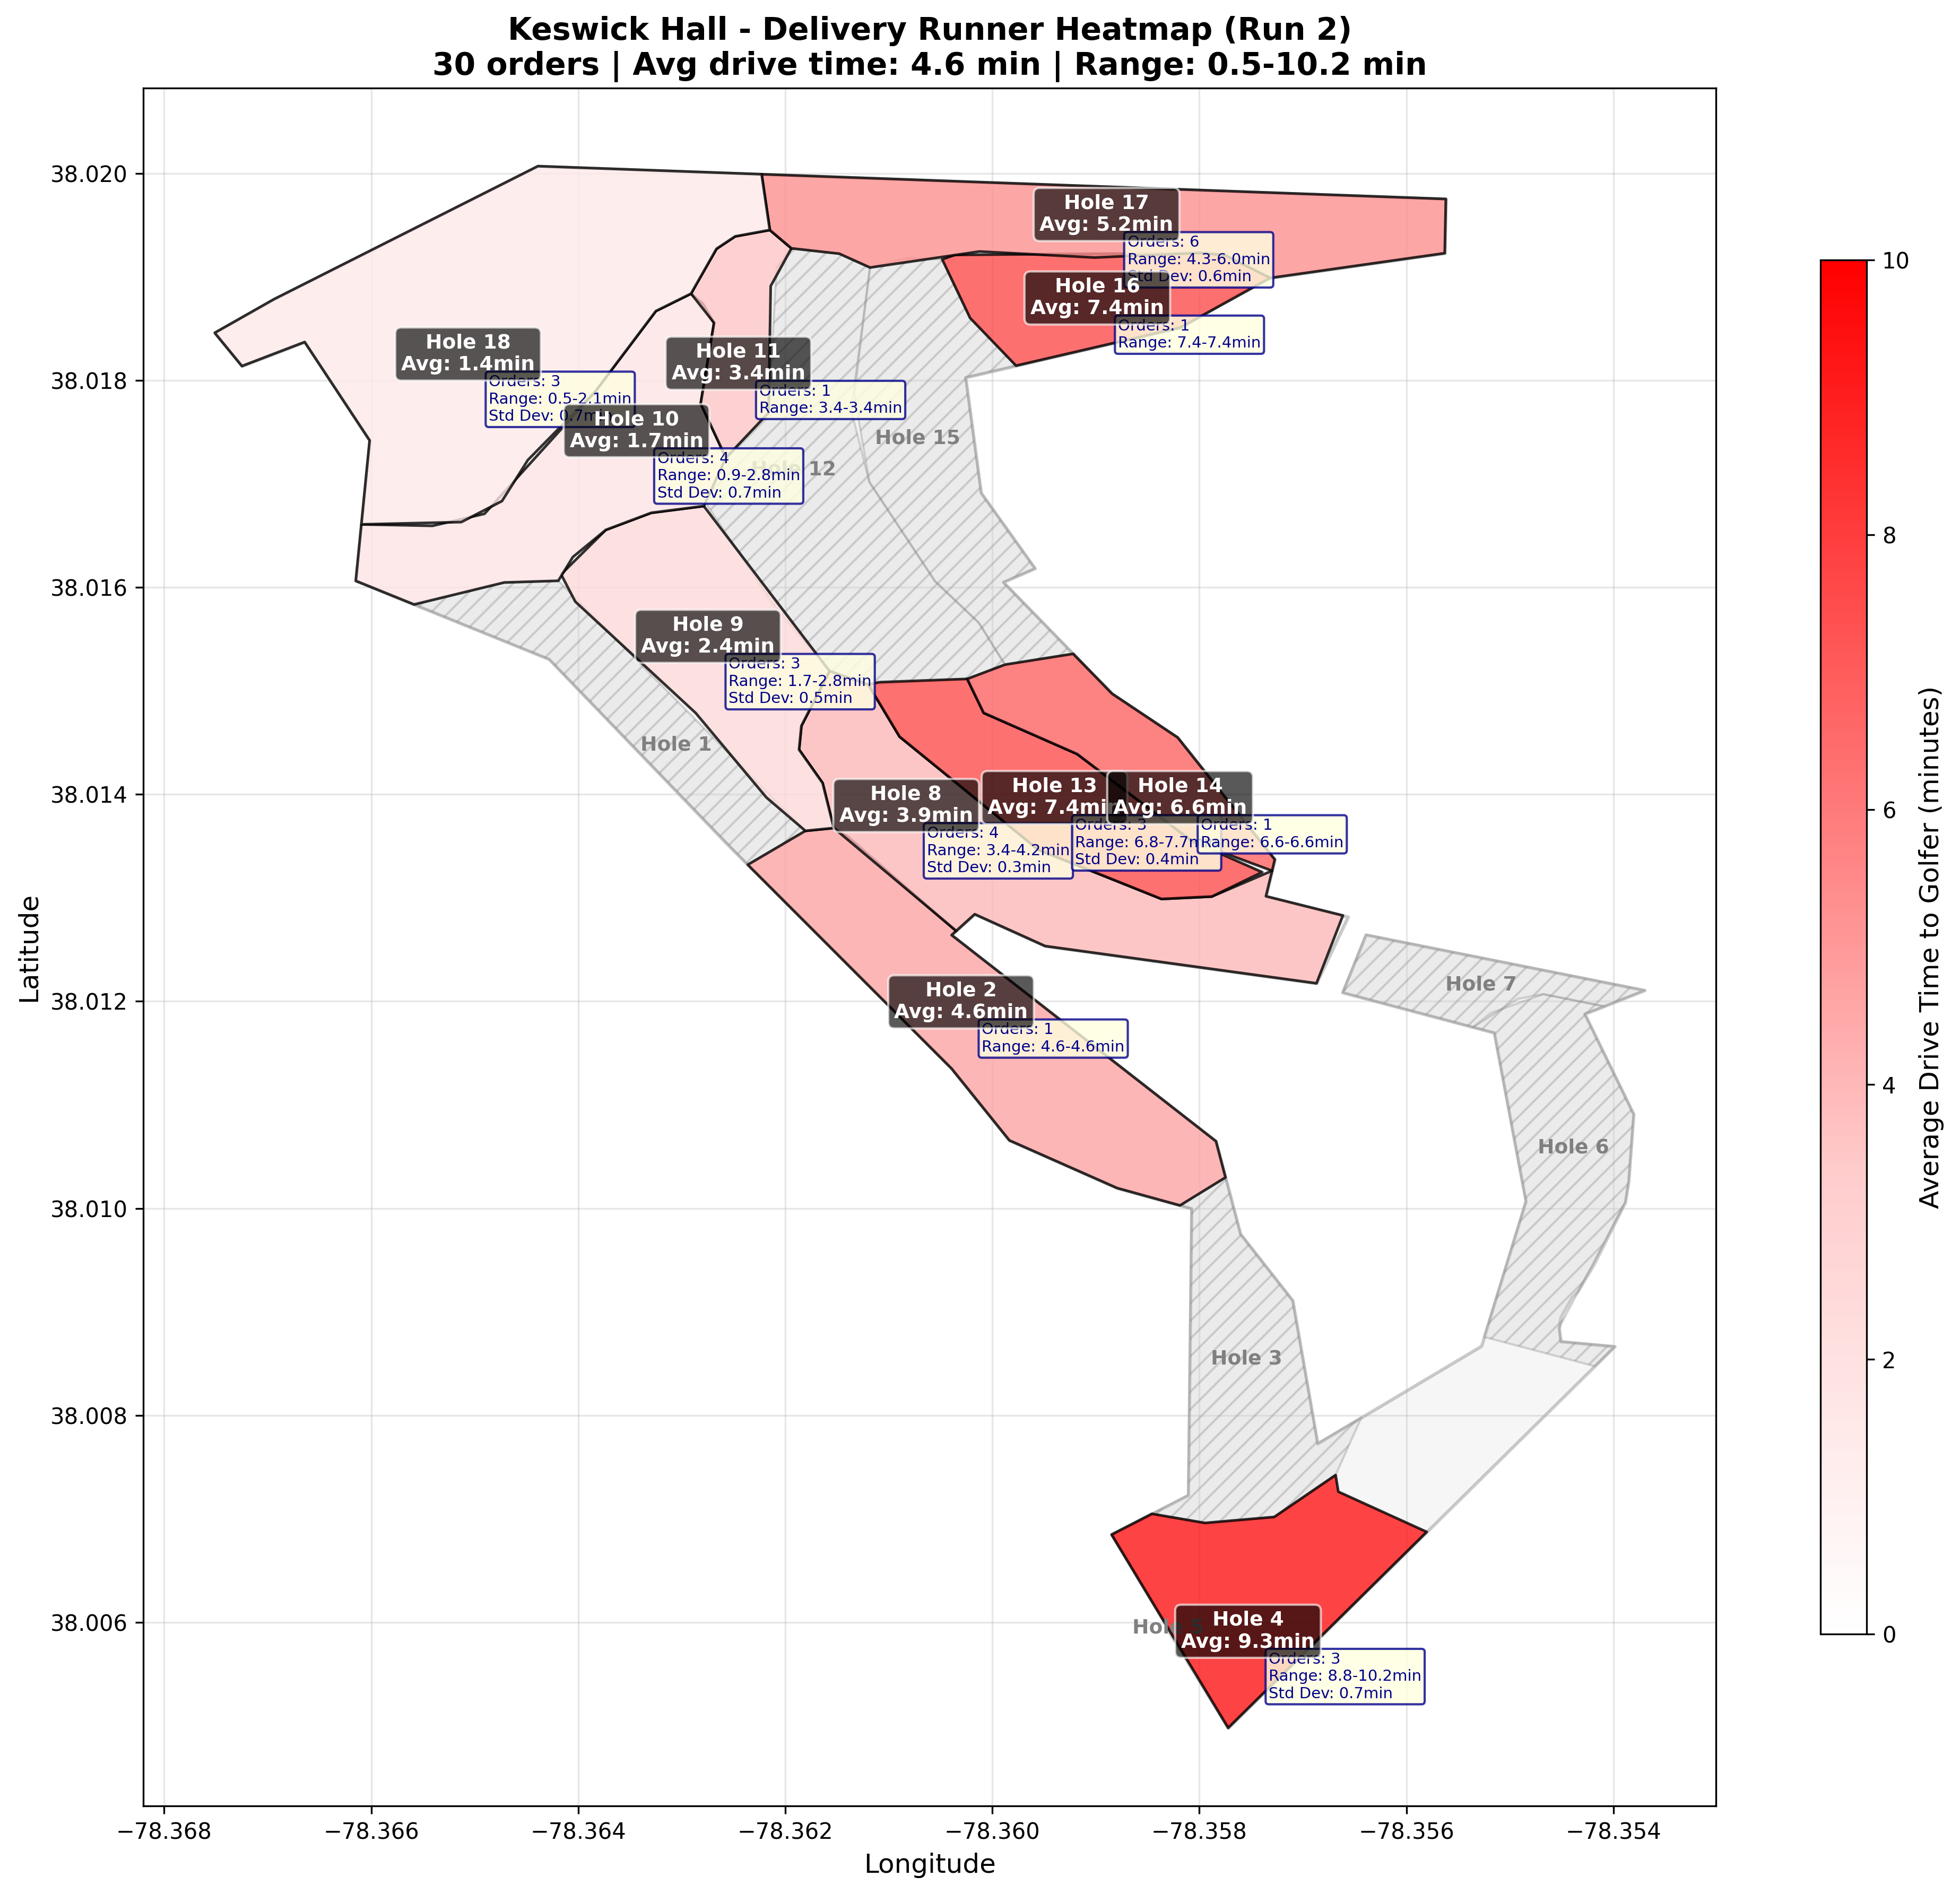 Keswick Hall - Delivery Runner Heatmap (Run 2)
30 orders | Avg drive time: 4.6 min | Range: 0.5-10.2 min
38.020
38.018
38.016
38.014
38.012
38.010
38.008
38.006
Latitude
Hole 17
Avg: 5.2min
Orders: 6
Range: 4.3-6.0min
Std Dev: 0.6min
Hole 16
Avg: 7.4min
Orders: 1
Range: 7.4-7.4min
Hole 18
Avg: 1.4min
Orders: 3
Range: 0.5-2.1min
Std Dev: 0.7min
Hole 11
Avg: 3.4min
Orders: 1
Range: 3.4-3.4min
Hole 10
Avg: 1.7min
Orders: 4
Range: 0.9-2.8min
Std Dev: 0.7min
Hole 15
12
Hole 9
Avg: 2.4min
Orders: 3
Range: 1.7-2.8min
Std Dev: 0.5min
Hole 1
Hole 8
Avg: 3.9min
Orders: 4
Range: 3.4-4.2min
Std Dev: 0.3min
Hole 13
Avg: 7.4min
Orders: 3
Range: 6.8-7.7m
Std Dev: 0.4min
Hole 14
Avg: 6.6min
Orders: 1
Range: 6.6-6.6min
Hole 2
Avg: 4.6min
Orders: 1
Range: 4.6-4.6min
Hole 7
Hole 6
Hole 3
Hole 4
Avg: 9.3min
Orders: 3
Range: 8.8-10.2min
Std Dev: 0.7min
−78.368
−78.366
−78.364
−78.362
−78.360
−78.358
−78.356
−78.354
Longitude
10
8
6
4
2
0
Average Drive Time to Golfer (minutes)